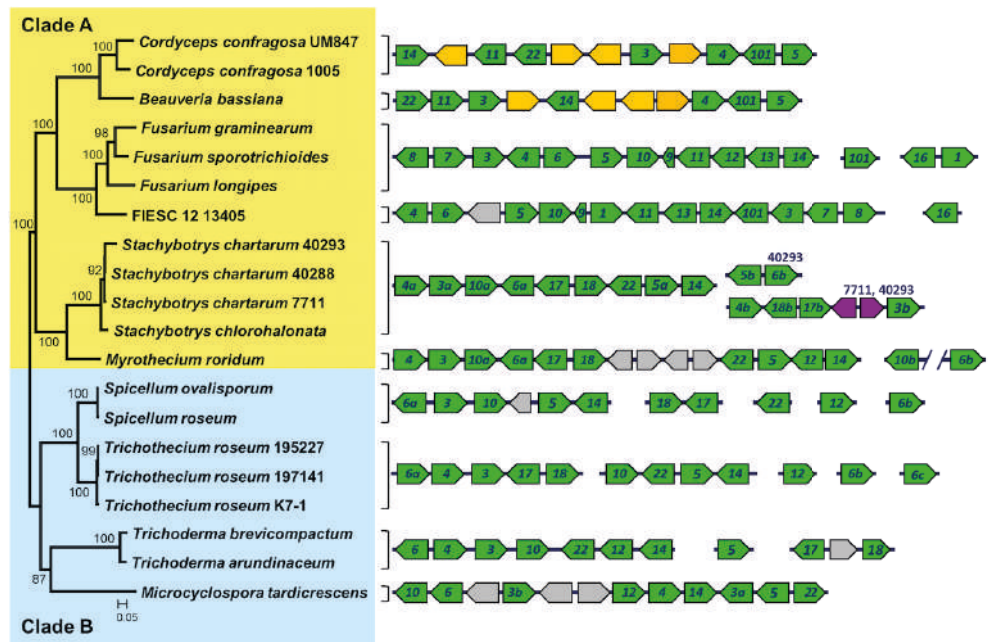 Clade A
100 Cordyceps confragosa UM847 14 11 22 3 4 101 5
100 Cordyceps confragosa 1005
100 Beauveria bassiana 22 11 3 14 4 101 5
98 Fusarium graminearum
100 Fusarium sporotrichioides 8 7 3 4 6 5 10 9 11 12 13 14 101 16 1
Fusarium longipes
100 FIESC 12 13405 4 6 5 10 9 1 11 13 14 101 3 7 8 16
100
Stachybotrys chartarum 40293 40293
92 Stachybotrys chartarum 40288 4a 3a 10a 6a 17 18 22 5a 14 5b 6b
100 Stachybotrys chartarum 7711 7711, 40293
Stachybotrys chlorohalonata 4b 18b 17b 3b
100 Myrothecium roridum 4 3 10a 6a 17 18 22 5 12 14 10b 6b
Spicellum ovalisporum
100 Spicellum roseum 6a 3 10 5 14 18 17 22 12 6b
100
99 Trichothecium roseum 195227
Trichothecium roseum 197141 6a 4 3 17 18 10 22 5 14 12 6b 6c
100 Trichothecium roseum K7-1
100 Trichoderma brevicompactum
Trichoderma arundinaceum 6 4 3 10 22 12 14 5 17 18
87 Microcyclospora tardicrescens 10 6 3b 12 4 14 3a 5 22
0.05
Clade B